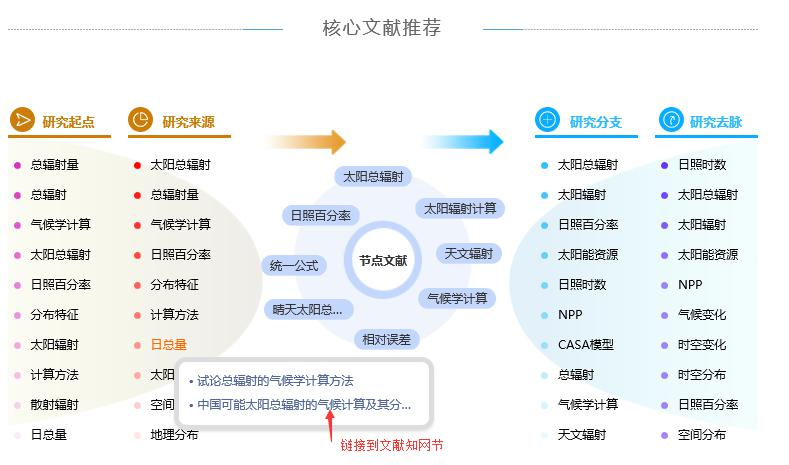 核心文献推荐
研究起点
总辐射量
总辐射
气候学计算
太阳总辐射
日照百分率
分布特征
太阳辐射
计算方法
散射辐射
日总量
研究来源
太阳总辐射
总辐射量
气候学计算
日照百分率
分布特征
计算方法
日总量
太阳
空间
地理分布
试论总辐射的气候学计算方法
中国可能太阳总辐射的气候计算及其分...
链接到文献知网节
太阳总辐射
日照百分率
太阳辐射计算
统一公式
节点文献
天文辐射
晴天太阳总...
气候学计算
相对误差
研究分支
太阳总辐射
太阳辐射
日照百分率
太阳能资源
日照时数
NPP
CASA模型
总辐射
气候学计算
天文辐射
研究去脉
日照时数
太阳总辐射
太阳辐射
太阳能资源
NPP
气候变化
时空变化
时空分布
日照百分率
空间分布